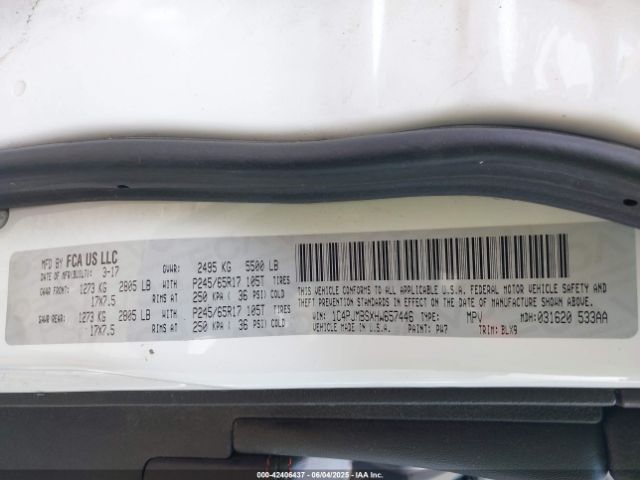 MFD BY FCA US LLC
DATE OF MFR(BUILT): 3-17
GVWR: 2495 KG 5500 LB
GAWR FRONT: 1273 KG 2805 LB WITH P245/65R17 105T TIRES
17X7.5 RIMS AT 250 KPA ( 36 PSI) COLD
GAWR REAR: 1273 KG 2805 LB WITH P245/65R17 105T TIRES
17X7.5 RIMS AT 250 KPA ( 36 PSI) COLD
THIS VEHICLE CONFORMS TO ALL APPLICABLE U.S.A. FEDERAL MOTOR VEHICLE SAFETY AND
THEFT PREVENTION STANDARDS IN EFFECT ON THE DATE OF MANUFACTURE SHOWN ABOVE.
VIN: 1C4PJMBSXHW657446 TYPE: MPV MDH: 031620 533AA
VEHICLE MADE IN U.S.A. PAINT: PW7 TRIM: BLX9
000-42406437 - 06/04/2025 - IAAI.COM